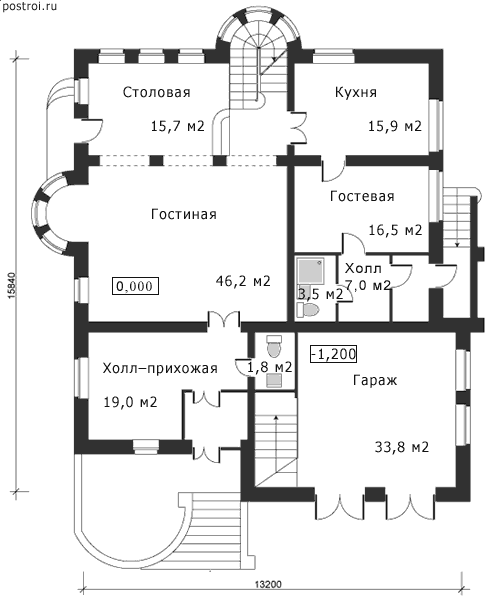 postroi.ru
Столовая
15,7 м2
Кухня
15,9 м2
Гостиная
Гостевая
16,5 м2
0,000
46,2 м2
3,5 м2
Холл
7,0 м2
Холл-прихожая
19,0 м2
1,8 м2
-1,200
Гараж
33,8 м2
15840
13200